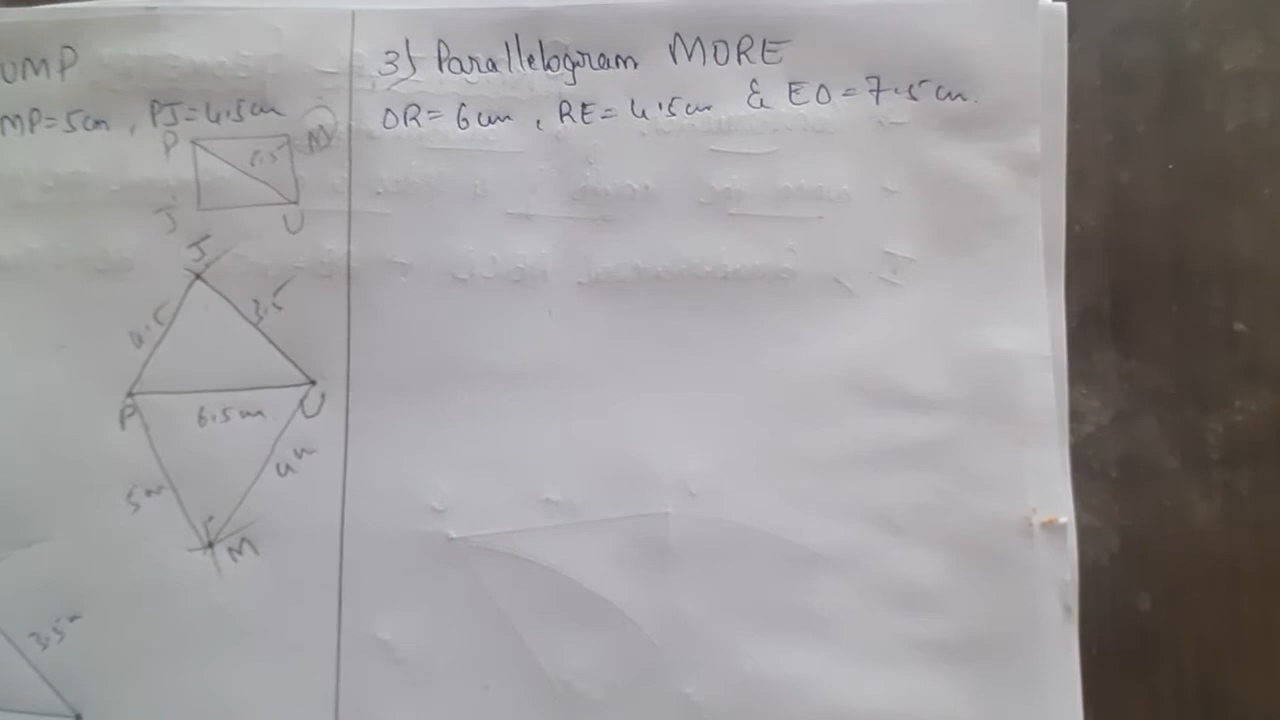 UMP
MP=5cm, PJ=4.5cm
P M
6.5
J U
J
4.5 3.5
P 6.5cm U
5cm 4cm
M
3.5cm
3) Parallelogram MORE
OR=6cm, RE=4.5cm & EO=7.5cm.